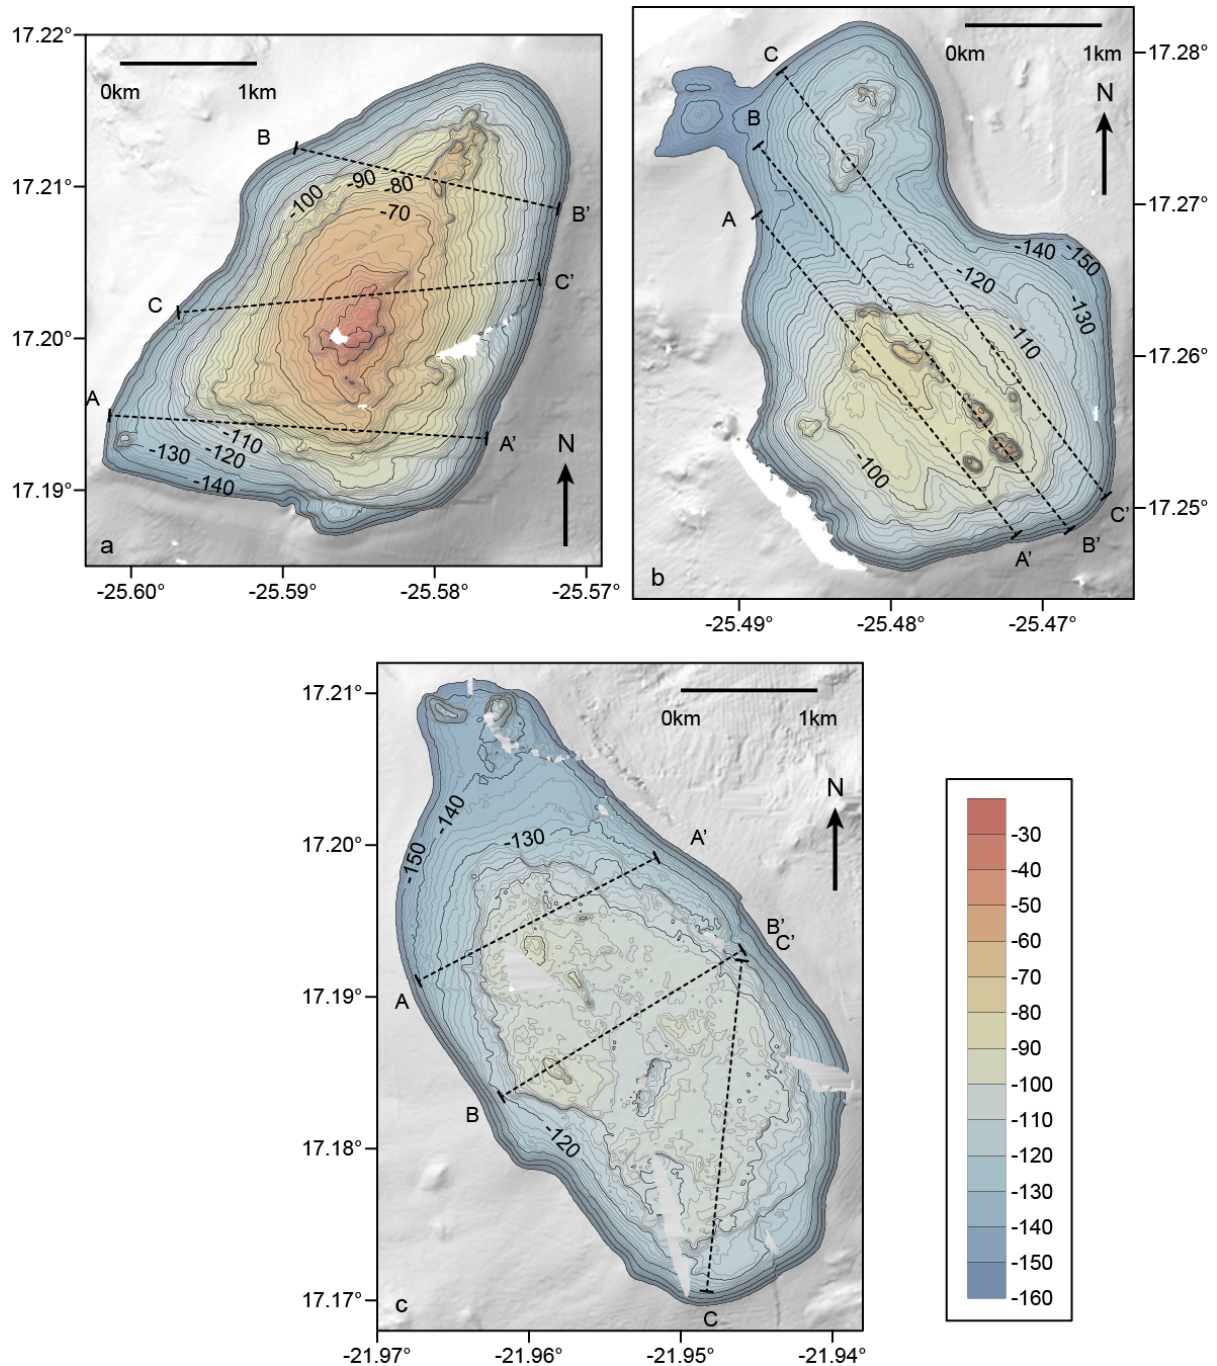 17.22°
17.21°
17.20°
17.19°
0km 1km
B
B'
C
C'
A
A'
-100
-90
-80
-70
-110
-120
-130
-140
N
a
-25.60° -25.59° -25.58° -25.57°
0km 1km
17.28°
17.27°
17.26°
17.25°
N
C
B
A
-140
-150
-120
-130
-110
-100
C'
B'
A'
b
-25.49° -25.48° -25.47°
17.21°
17.20°
17.19°
17.18°
17.17°
0km 1km
N
-140
-130
-150
A'
B'
C'
A
B
-120
c
C
-21.97° -21.96° -21.95° -21.94°
-30
-40
-50
-60
-70
-80
-90
-100
-110
-120
-130
-140
-150
-160